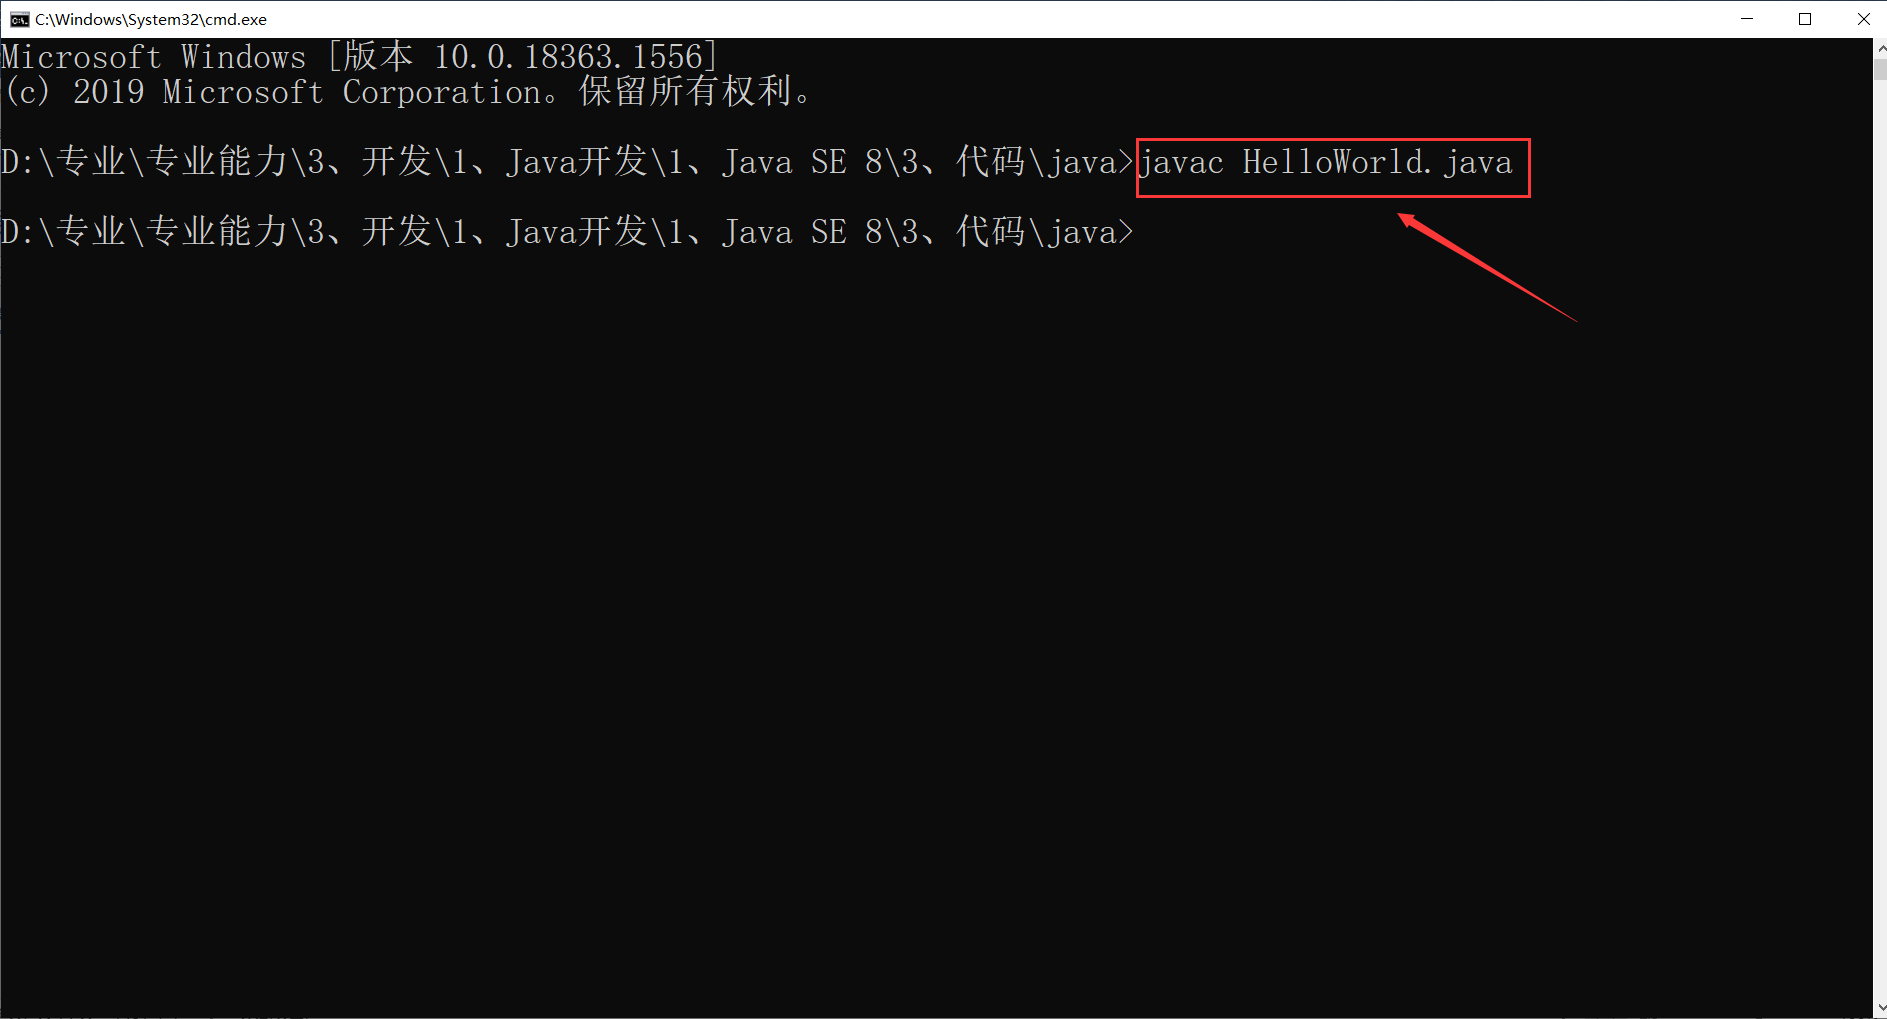 C:\Windows\System32\cmd.exe
Microsoft Windows [版本 10.0.18363.1556]
(c) 2019 Microsoft Corporation。保留所有权利。
D:\专业\专业能力\3、开发\1、Java开发\1、Java SE 8\3、代码\java>javac HelloWorld.java
D:\专业\专业能力\3、开发\1、Java开发\1、Java SE 8\3、代码\java>